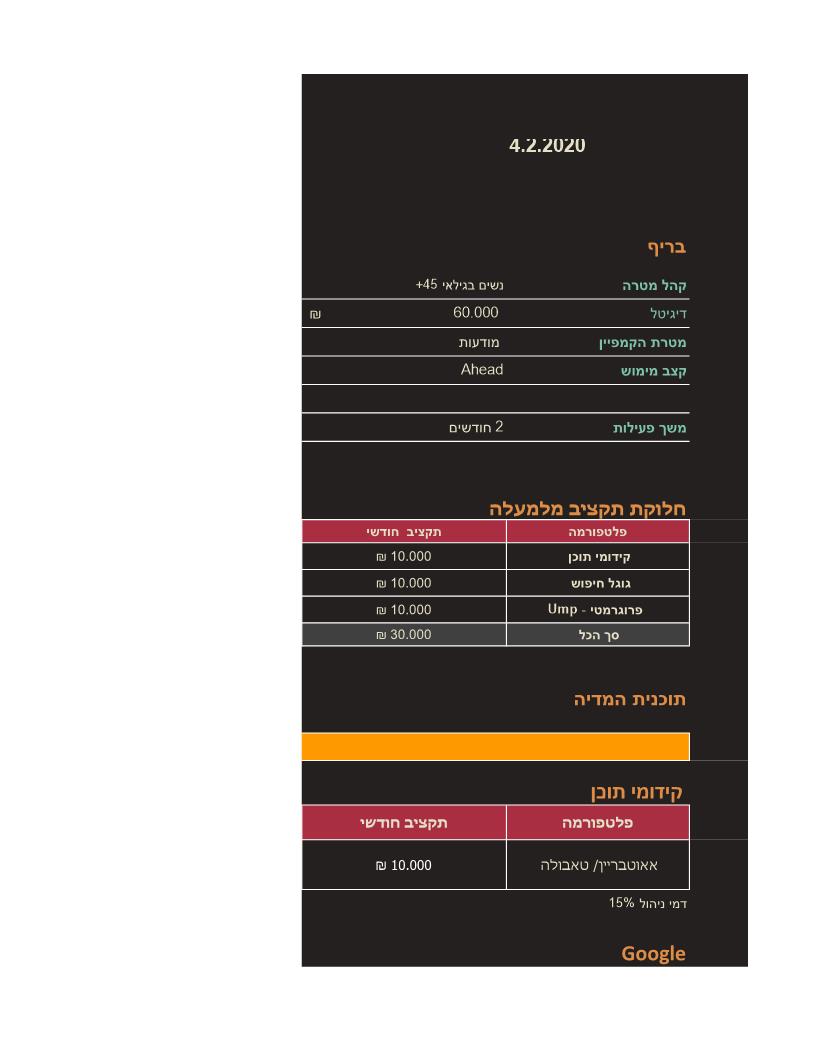 4.2.2020
בריף
קהל מטרה נשים בגילאי 45+
דיגיטל 60.000 ₪
מטרת הקמפיין מודעות
קצב מימוש Ahead
משך פעילות 2 חודשים
חלוקת תקציב מלמעלה
פלטפורמה תקציב חודשי
קידומי תוכן 10.000 ₪
גוגל חיפוש 10.000 ₪
פרוגרמטי - Ump 10.000 ₪
סך הכל 30.000 ₪
תוכנית המדיה
קידומי תוכן
פלטפורמה תקציב חודשי
אאוטבריין/ טאבולה 10.000 ₪
דמי ניהול 15%
Google